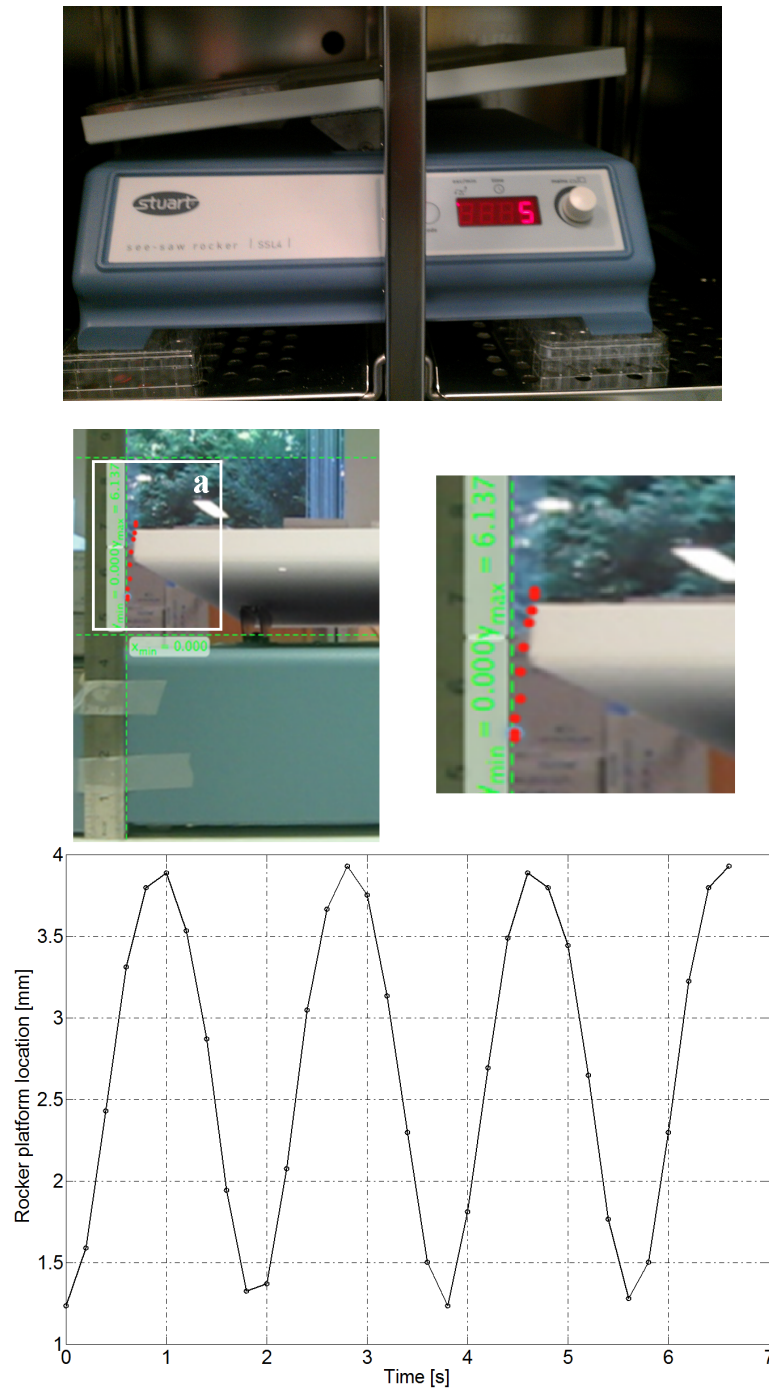 stuart
see-saw rocker | SSL4 |
5
a
y_min = 0.000 y_max = 6.137
x_min = 0.000
y_min = 0.000 y_max = 6.137
4
3.5
3
2.5
2
1.5
1
0 1 2 3 4 5 6 7
Rocker platform location [mm]
Time [s]